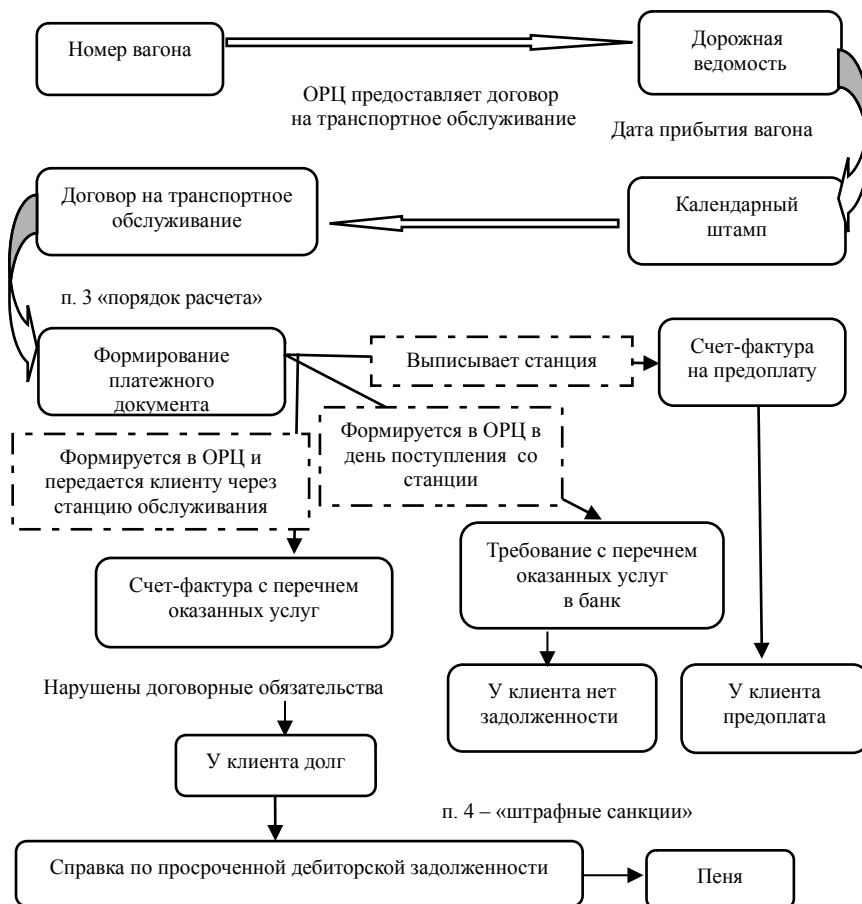 Номер вагона
Дорожная
ведомость
ОРЦ предоставляет договор
на транспортное обслуживание
Дата прибытия вагона
Договор на транспортное
обслуживание
Календарный
штамп
п. 3 «порядок расчета»
Формирование
платежного
документа
Выписывает станция
Счет-фактура
на предоплату
Формируется в ОРЦ и
передается клиенту через
станцию обслуживания
Формируется в ОРЦ в
день поступления со
станции
Счет-фактура с перечнем
оказанных услуг
Требование с перечнем
оказанных услуг
в банк
Нарушены договорные обязательства
У клиента нет
задолженности
У клиента
предоплата
У клиента долг
п. 4 – «штрафные санкции»
Справка по просроченной дебиторской задолженности
Пеня